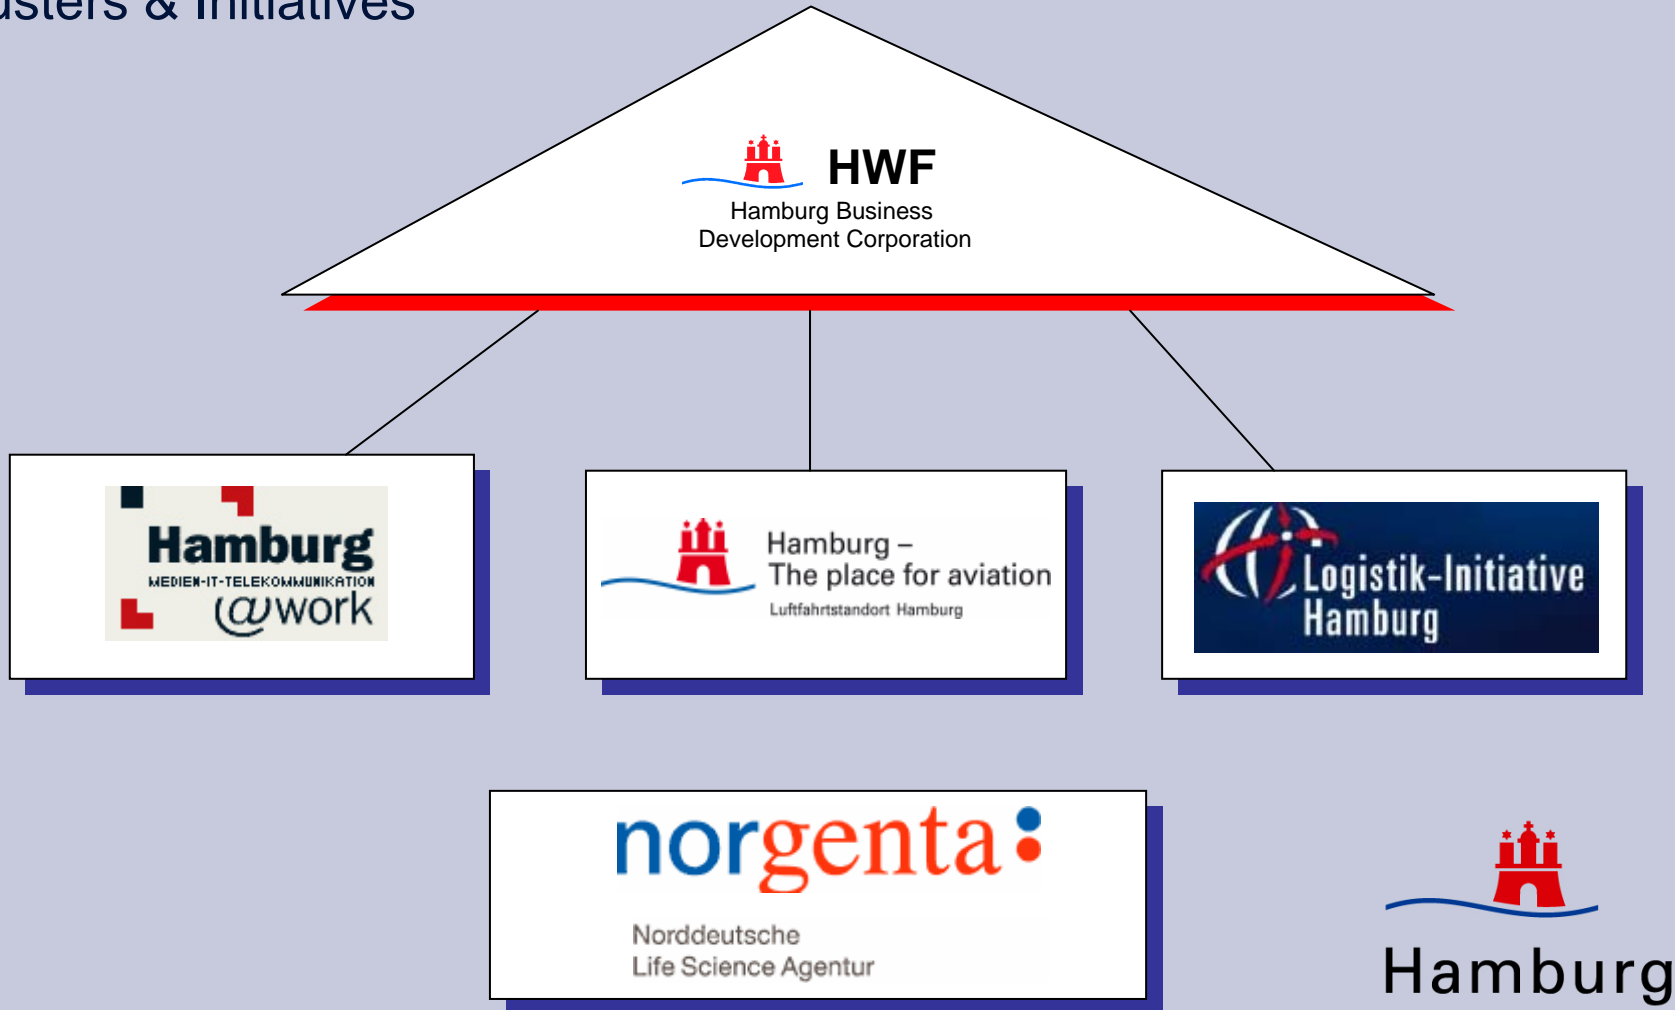 & Initiatives
HWF
Hamburg Business
Development Corporation
Hamburg
MEDIEN-IT-TELEKOMMUNIKATION
@work
Hamburg –
The place for aviation
Luftfahrtstandort Hamburg
Logistik-Initiative
Hamburg
norgenta:
Norddeutsche
Life Science Agentur
Hamburg